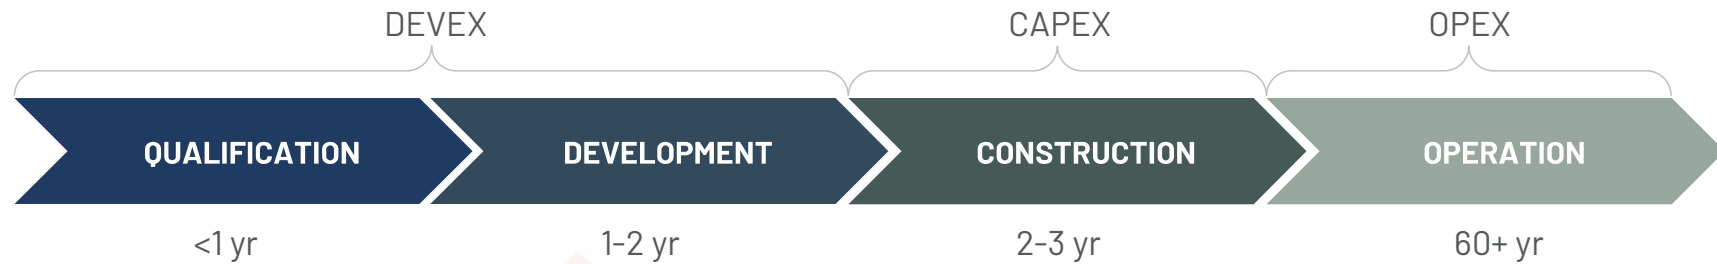 DEVEX
CAPEX
OPEX
QUALIFICATION
DEVELOPMENT
CONSTRUCTION
OPERATION
<1 yr
1-2 yr
2-3 yr
60+ yr